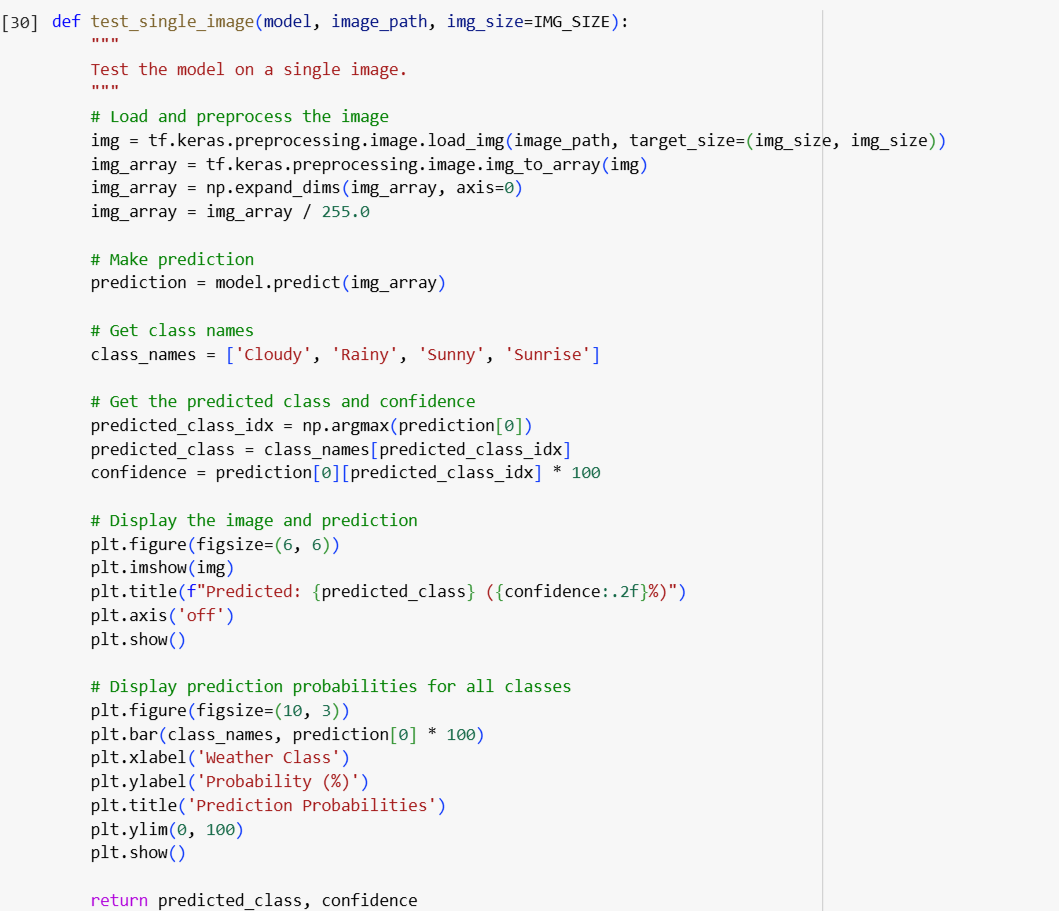 [30] def test_single_image(model, image_path, img_size=IMG_SIZE):
"""
Test the model on a single image.
"""
# Load and preprocess the image
img = tf.keras.preprocessing.image.load_img(image_path, target_size=(img_size, img_size))
img_array = tf.keras.preprocessing.image.img_to_array(img)
img_array = np.expand_dims(img_array, axis=0)
img_array = img_array / 255.0
# Make prediction
prediction = model.predict(img_array)
# Get class names
class_names = ['Cloudy', 'Rainy', 'Sunny', 'Sunrise']
# Get the predicted class and confidence
predicted_class_idx = np.argmax(prediction[0])
predicted_class = class_names[predicted_class_idx]
confidence = prediction[0][predicted_class_idx] * 100
# Display the image and prediction
plt.figure(figsize=(6, 6))
plt.imshow(img)
plt.title(f"Predicted: {predicted_class} ({confidence:.2f}%)")
plt.axis('off')
plt.show()
# Display prediction probabilities for all classes
plt.figure(figsize=(10, 3))
plt.bar(class_names, prediction[0] * 100)
plt.xlabel('Weather Class')
plt.ylabel('Probability (%)')
plt.title('Prediction Probabilities')
plt.ylim(0, 100)
plt.show()
return predicted_class, confidence